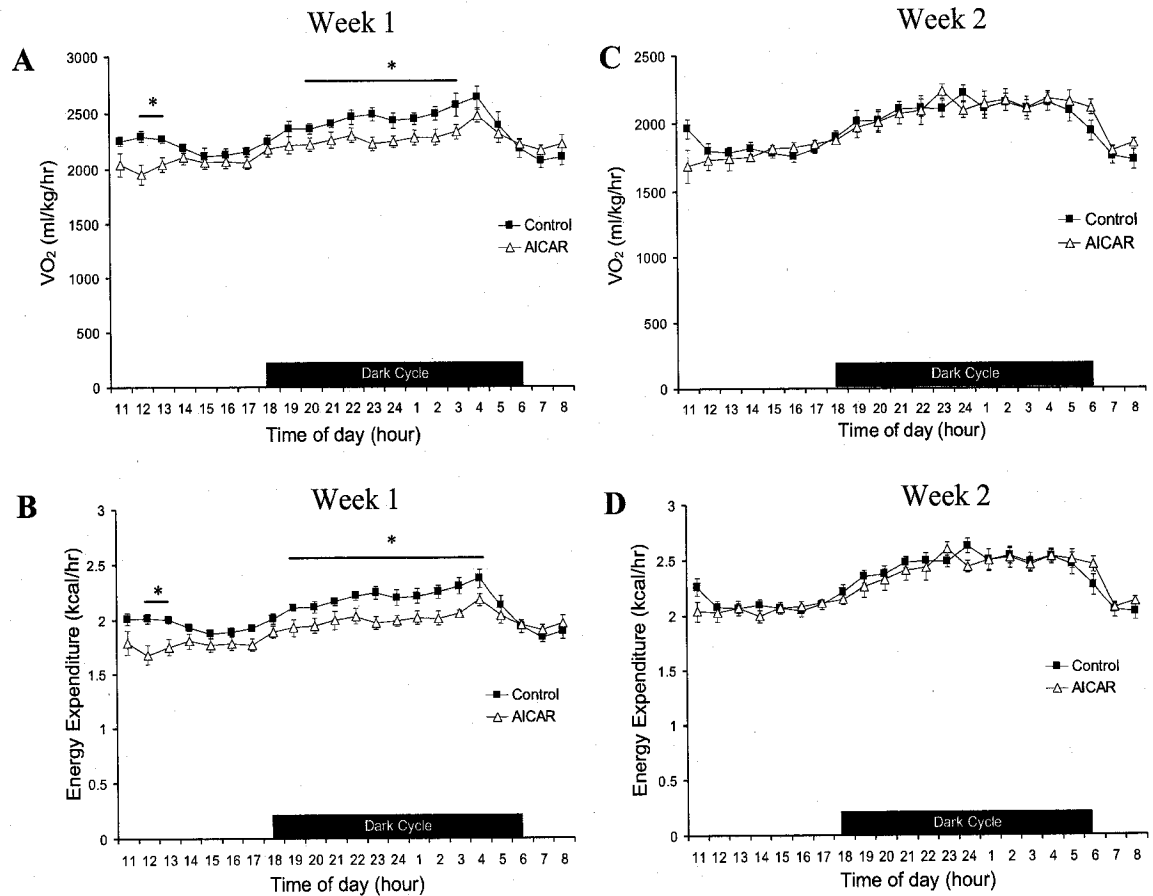 Week 1
A
VO2 (ml/kg/hr)
3000
2500
2000
1500
1000
500
0
*
*
Control
AICAR
Dark Cycle
11 12 13 14 15 16 17 18 19 20 21 22 23 24 1 2 3 4 5 6 7 8
Time of day (hour)
Week 2
C
VO2 (ml/kg/hr)
2500
2000
1500
1000
500
0
Control
AICAR
Dark Cycle
11 12 13 14 15 16 17 18 19 20 21 22 23 24 1 2 3 4 5 6 7 8
Time of day (hour)
Week 1
B
Energy Expenditure (kcal/hr)
3
2.5
2
1.5
1
0.5
0
*
*
Control
AICAR
Dark Cycle
11 12 13 14 15 16 17 18 19 20 21 22 23 24 1 2 3 4 5 6 7 8
Time of day (hour)
Week 2
D
Energy Expenditure (kcal/hr)
3
2.5
2
1.5
1
0.5
0
Control
AICAR
Dark Cycle
11 12 13 14 15 16 17 18 19 20 21 22 23 24 1 2 3 4 5 6 7 8
Time of day (hour)